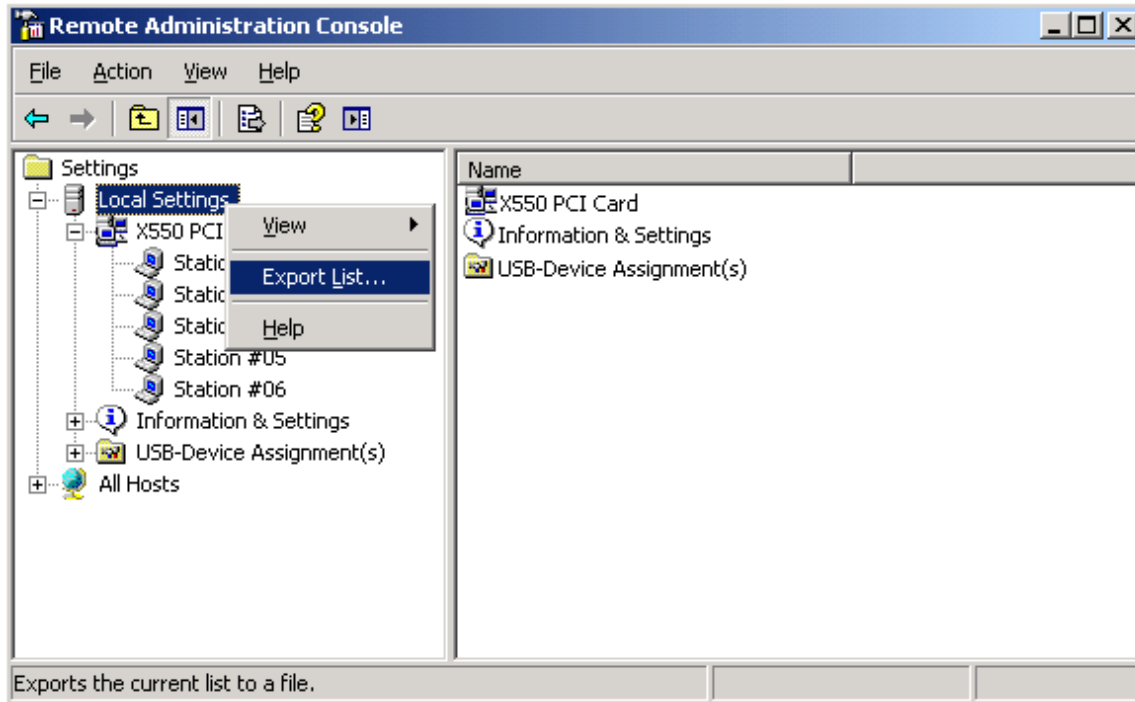 Remote Administration Console
File Action View Help
Settings
Local Settings
X550 PCI
Station #05
Station #06
Information & Settings
USB-Device Assignment(s)
All Hosts
View
Export List...
Help
Name
X550 PCI Card
Information & Settings
USB-Device Assignment(s)
Exports the current list to a file.